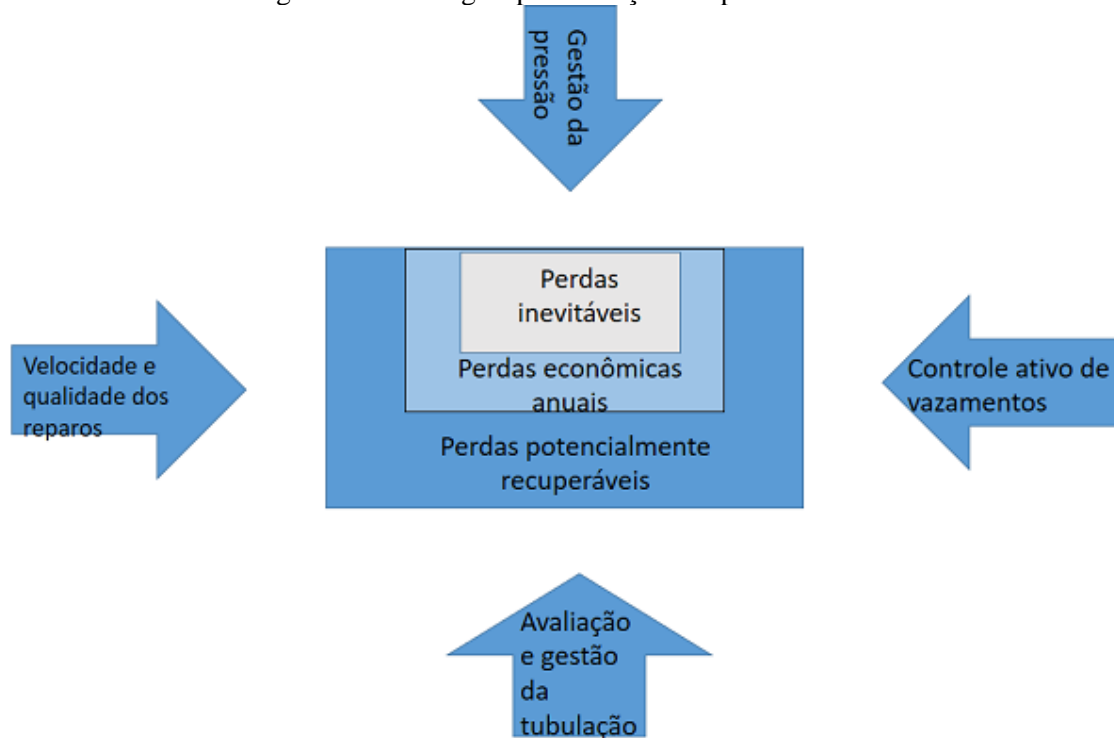 Gestão da
pressão
Perdas
inevitáveis
Perdas econômicas
anuais
Perdas potencialmente
recuperáveis
Velocidade e
qualidade dos
reparos
Controle ativo de
vazamentos
Avaliação
e gestão
da
tubulação